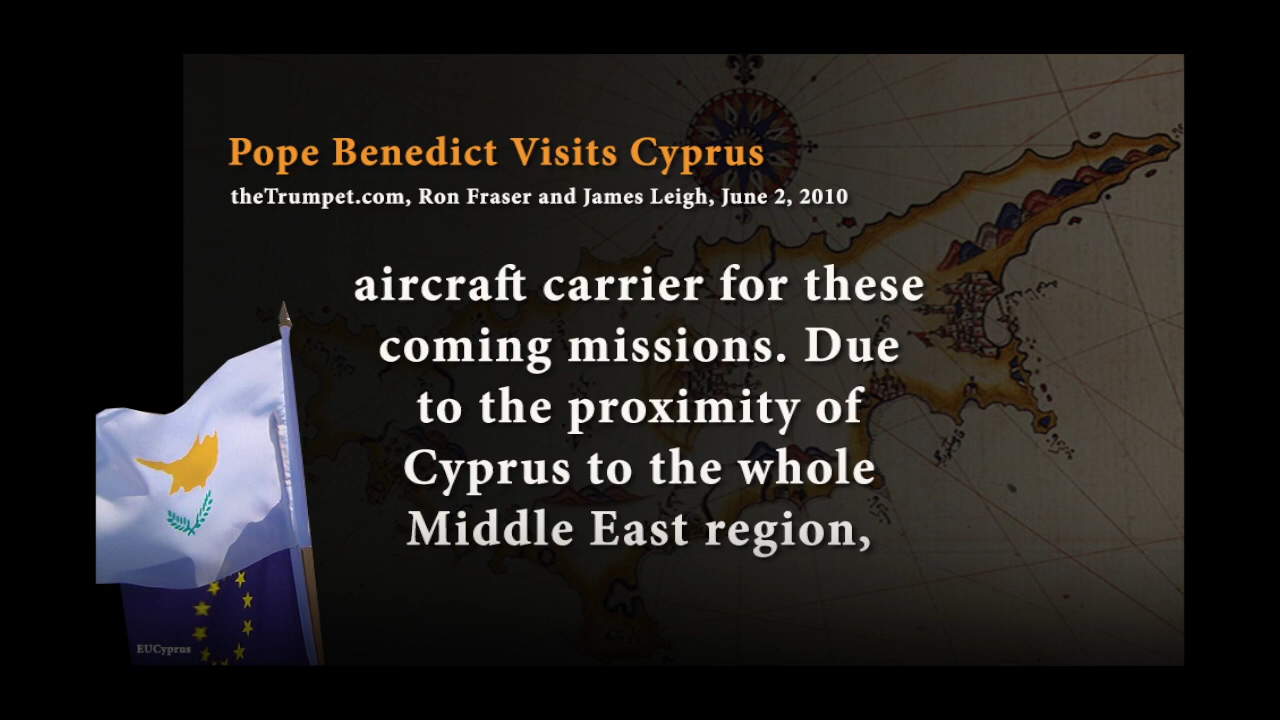 Pope Benedict Visits Cyprus
theTrumpet.com, Ron Fraser and James Leigh, June 2, 2010
aircraft carrier for these
coming missions. Due
to the proximity of
Cyprus to the whole
Middle East region,
EUCyprus